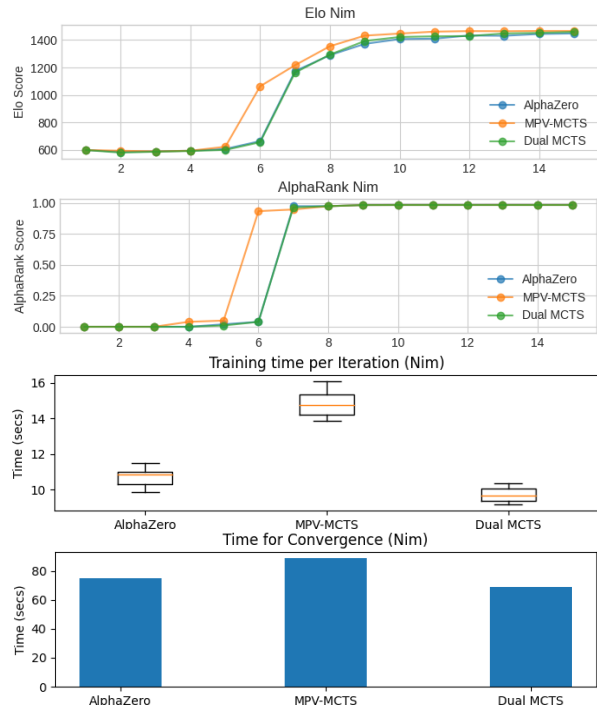 Elo Nim
1400
1200
1000
800
600
Elo Score
AlphaZero
MPV-MCTS
Dual MCTS
2 4 6 8 10 12 14
AlphaRank Nim
1.00
0.75
0.50
0.25
0.00
AlphaRank Score
AlphaZero
MPV-MCTS
Dual MCTS
2 4 6 8 10 12 14
Training time per Iteration (Nim)
16
14
12
10
Time (secs)
AlphaZero MPV-MCTS Dual MCTS
Time for Convergence (Nim)
80
60
40
20
0
Time (secs)
AlphaZero MPV-MCTS Dual MCTS